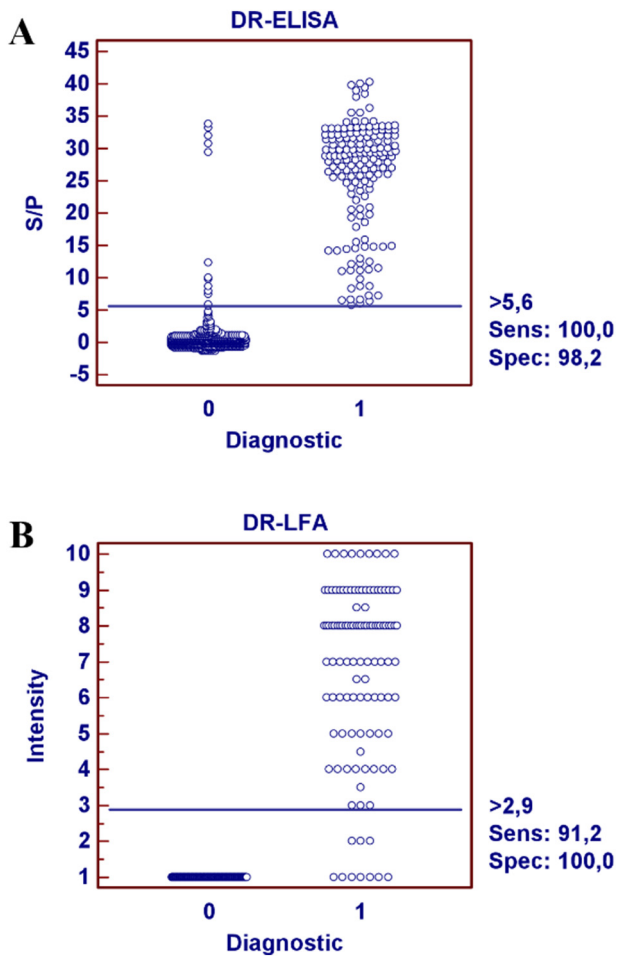 A
DR-ELISA
45
40
35
30
25
20
15
10
5
0
-5
S/P
>5,6
Sens: 100,0
Spec: 98,2
0 1
Diagnostic
B
DR-LFA
10
9
8
7
6
5
4
3
2
1
Intensity
>2,9
Sens: 91,2
Spec: 100,0
0 1
Diagnostic